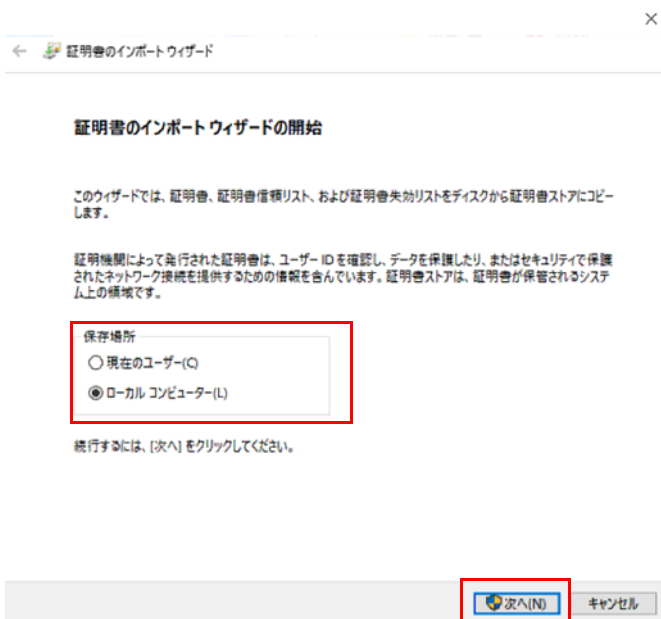 証明書のインポート ウィザード
証明書のインポート ウィザードの開始
このウィザードでは、証明書、証明書信頼リスト、および証明書失効リストをディスクから証明書ストアにコピー
します。
証明機関によって発行された証明書は、ユーザー ID を確認し、データを保護したり、またはセキュリティで保護
されたネットワーク接続を提供するための情報を含んでいます。証明書ストアは、証明書が保管されるシステ
ム上の領域です。
保存場所
現在のユーザー(C)
ローカル コンピューター(L)
続行するには、[次へ] をクリックしてください。
次へ(N)
キャンセル